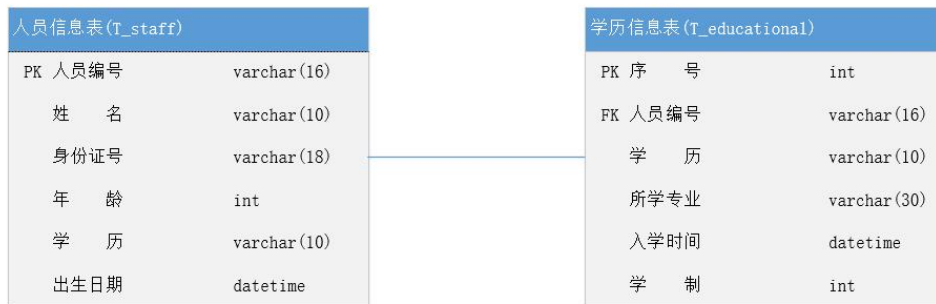 人员信息表(T_staff)
PK 人员编号 varchar(16)
姓 名 varchar(10)
身份证号 varchar(18)
年 龄 int
学 历 varchar(10)
出生日期 datetime
学历信息表(T_educational)
PK 序 号 int
FK 人员编号 varchar(16)
学 历 varchar(10)
所学专业 varchar(30)
入学时间 datetime
学 制 int